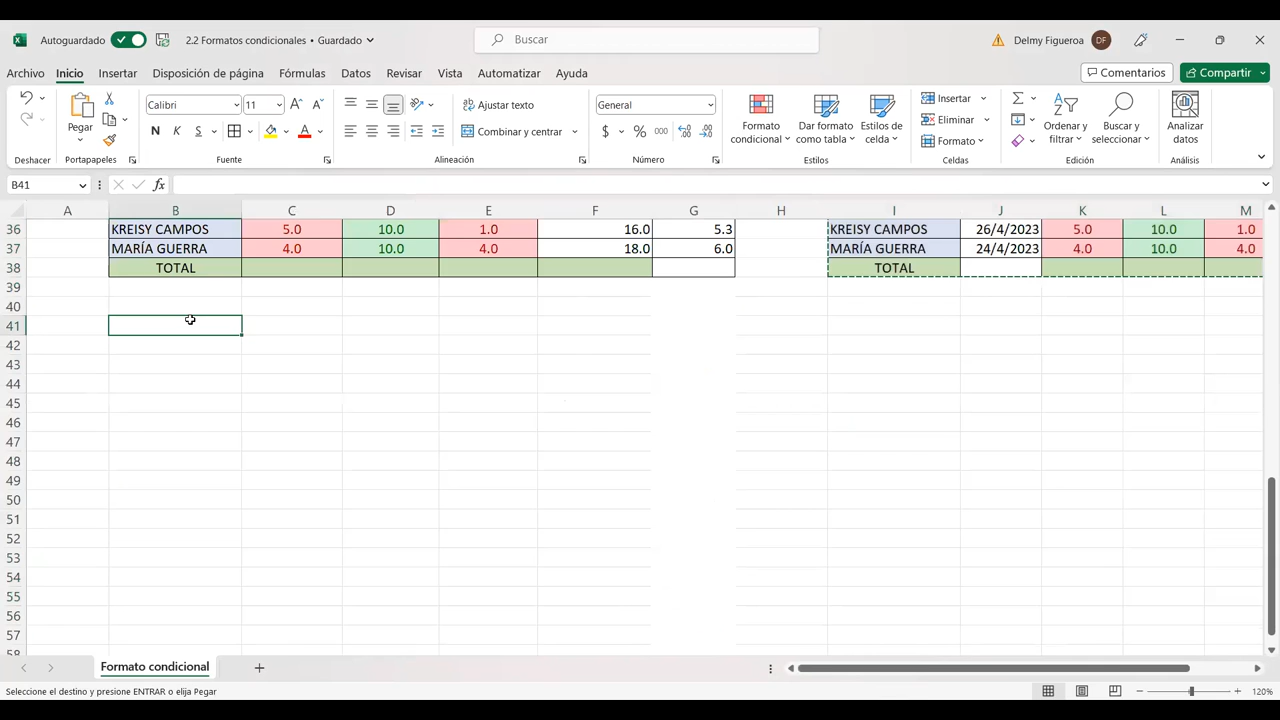 Autoguardado 2.2 Formatos condicionales • Guardado Buscar Delmy Figueroa DF
Archivo Inicio Insertar Disposición de página Fórmulas Datos Revisar Vista Automatizar Ayuda Comentarios Compartir
Pegar Calibri 11 Ajustar texto General Formato condicional Dar formato como tabla Estilos de celda Insertar Ordenar y filtrar Buscar y seleccionar Analizar datos
N K S Combinar y centrar $ % 000 Eliminar
Formato
Deshacer Portapapeles Fuente Alineación Número Estilos Celdas Edición Análisis
B41 fx
A B C D E F G H I J K L M
36 KREISY CAMPOS 5.0 10.0 1.0 16.0 5.3 KREISY CAMPOS 26/4/2023 5.0 10.0 1.0
37 MARÍA GUERRA 4.0 10.0 4.0 18.0 6.0 MARÍA GUERRA 24/4/2023 4.0 10.0 4.0
38 TOTAL TOTAL
39
40
41
42
43
44
45
46
47
48
49
50
51
52
53
54
55
56
57
58
Formato condicional
Seleccione el destino y presione ENTRAR o elija Pegar 120%